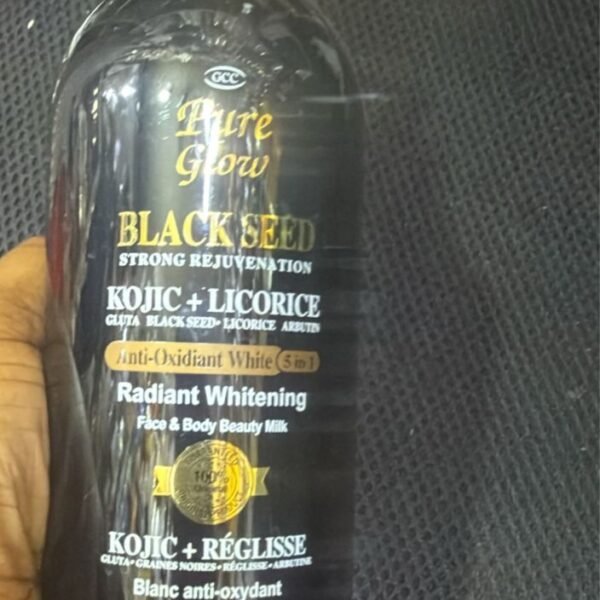 GCC
Pure
Glow
BLACK SEED
STRONG REJUVENATION
KOJIC + LICORICE
GLUTA BLACK SEED• LICORICE ARBUTIN
Anti-Oxidiant White 5 in 1
Radiant Whitening
Face & Body Beauty Milk
100%
KOJIC + RÉGLISSE
GLUTA•GRAINES NOIRES•RÉGLISSE•ARBUTINE
Blanc anti-oxydant